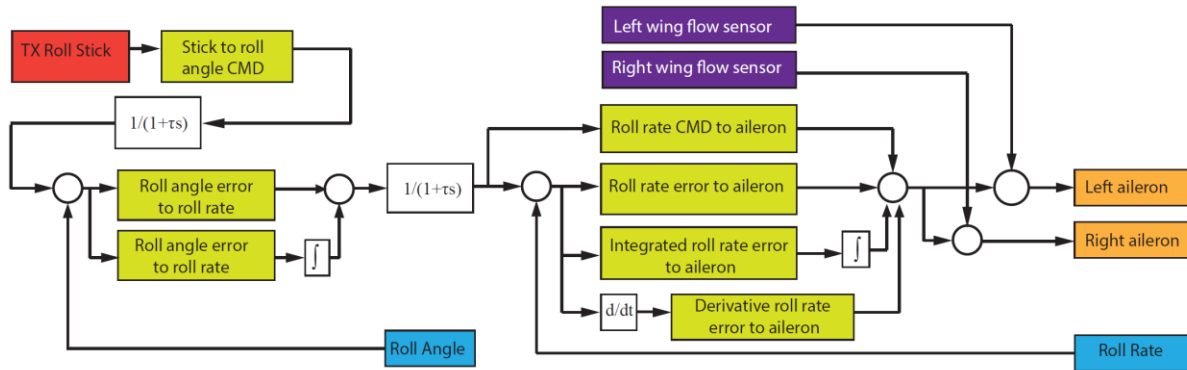 TX Roll Stick
Stick to roll
angle CMD
1/(1+τs)
Roll angle error
to roll rate
Roll angle error
to roll rate
∫
Roll Angle
1/(1+τs)
Left wing flow sensor
Right wing flow sensor
Roll rate CMD to aileron
Roll rate error to aileron
Integrated roll rate error
to aileron
∫
d/dt
Derivative roll rate
error to aileron
Left aileron
Right aileron
Roll Rate